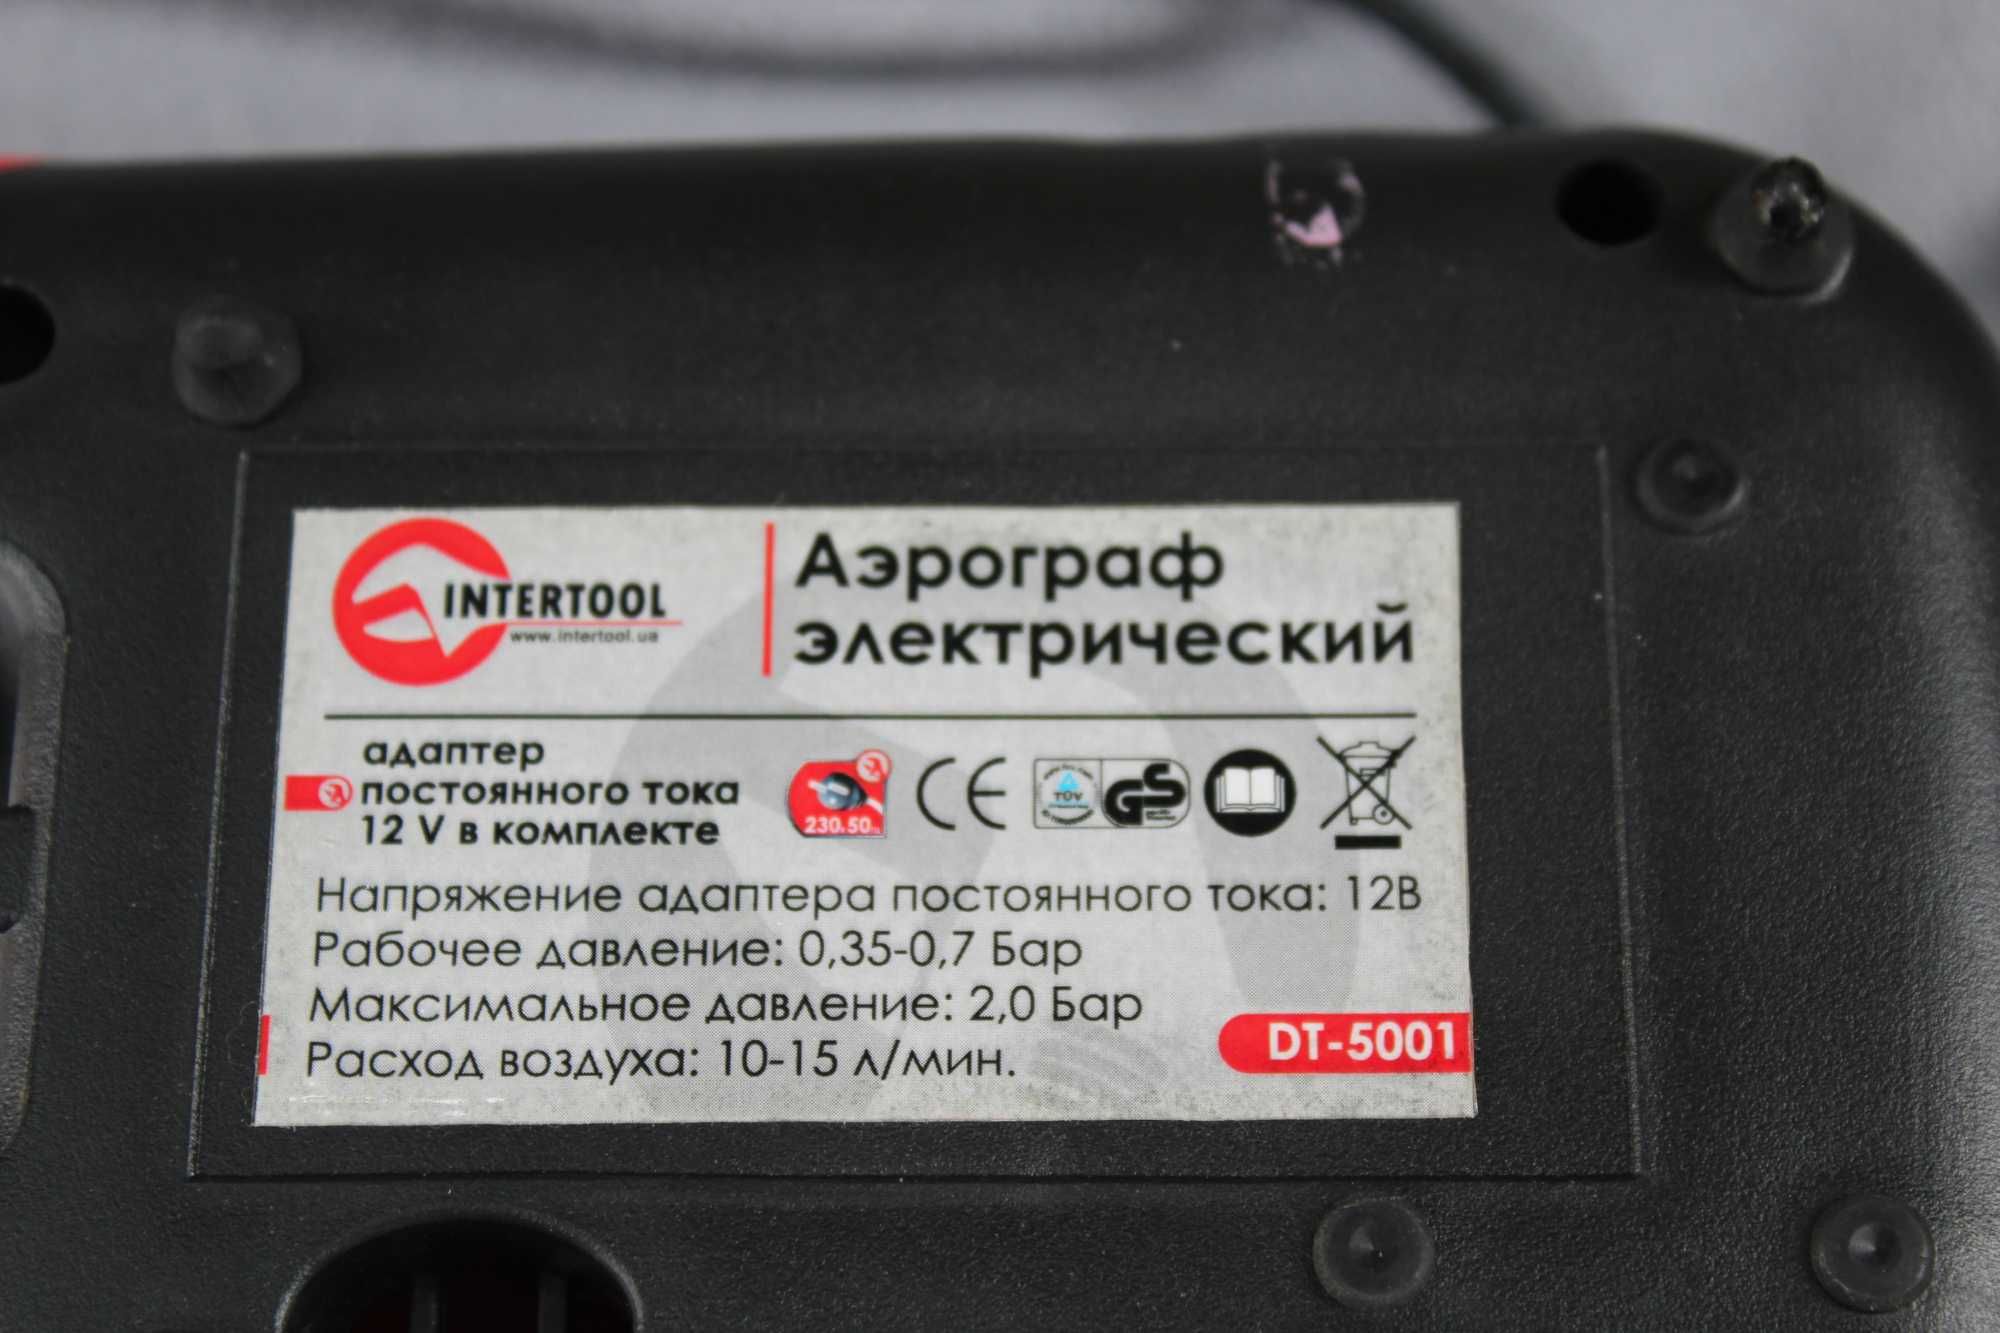 INTERTOOL
www.intertool.ua
Аэрограф
электрический
адаптер
постоянного тока
12 V в комплекте
230.50
CE
TÜV
GS
Напряжение адаптера постоянного тока: 12В
Рабочее давление: 0,35-0,7 Бар
Максимальное давление: 2,0 Бар
Расход воздуха: 10-15 л/мин.
DT-5001